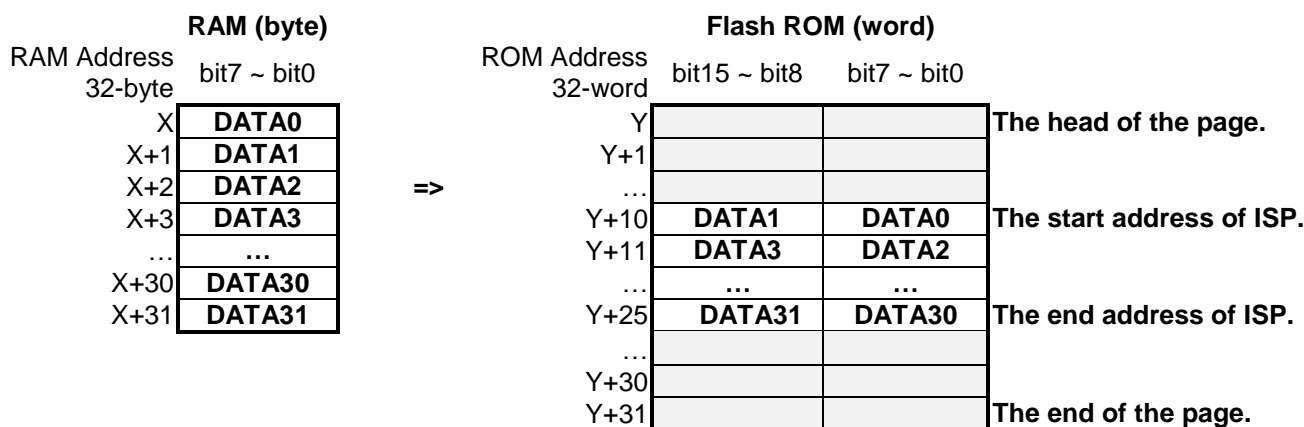 RAM (byte) Flash ROM (word)
RAM Address 32-byte bit7 ~ bit0 ROM Address 32-word bit15 ~ bit8 bit7 ~ bit0
X DATA0 Y The head of the page.
X+1 DATA1 Y+1
X+2 DATA2 => …
X+3 DATA3 Y+10 DATA1 DATA0 The start address of ISP.
… … Y+11 DATA3 DATA2
X+30 DATA30 … … …
X+31 DATA31 Y+25 DATA31 DATA30 The end address of ISP.
…
Y+30
Y+31 The end of the page.